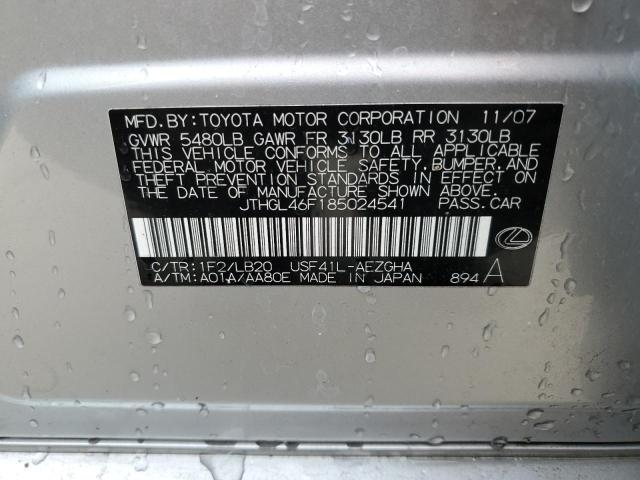 MFD.BY:TOYOTA MOTOR CORPORATION 11/07
GVWR 5480LB GAWR FR 3130LB RR 3130LB
THIS VEHICLE CONFORMS TO ALL APPLICABLE
FEDERAL MOTOR VEHICLE SAFETY, BUMPER, AND
THEFT PREVENTION STANDARDS IN EFFECT ON
THE DATE OF MANUFACTURE SHOWN ABOVE.
JTHGL46F185024541 PASS.CAR
C/TR:1F2/LB20 USF41L-AEZGHA
A/TM:A01A/AA80E MADE IN JAPAN 894 A